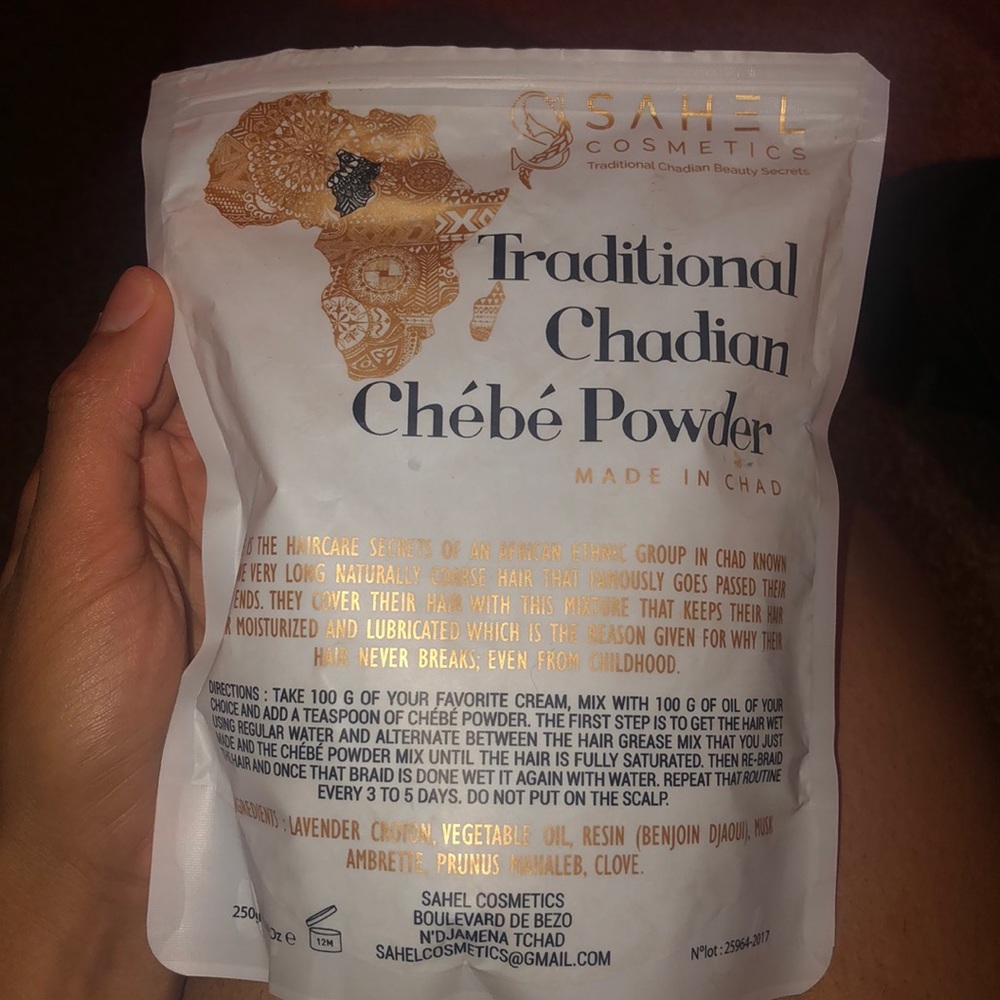 SAHEL
COSMETICS
Traditional Chadian Beauty Secrets
Traditional
Chadian
Chébé Powder
MADE IN CHAD
IS THE HAIRCARE SECRETS OF AN AFRICAN ETHNIC GROUP IN CHAD KNOWN
VERY LONG NATURALLY COARSE HAIR THAT FAMOUSLY GOES PASSED THEIR
ENDS. THEY COVER THEIR HAIR WITH THIS MIXTURE THAT KEEPS THEIR HAIR
MOISTURIZED AND LUBRICATED WHICH IS THE REASON GIVEN FOR WHY THEIR
HAIR NEVER BREAKS; EVEN FROM CHILDHOOD.
DIRECTIONS : TAKE 100 G OF YOUR FAVORITE CREAM, MIX WITH 100 G OF OIL OF YOUR
CHOICE AND ADD A TEASPOON OF CHÉBÉ POWDER. THE FIRST STEP IS TO GET THE HAIR WET
USING REGULAR WATER AND ALTERNATE BETWEEN THE HAIR GREASE MIX THAT YOU JUST
MADE AND THE CHÉBÉ POWDER MIX UNTIL THE HAIR IS FULLY SATURATED. THEN RE-BRAID
HAIR AND ONCE THAT BRAID IS DONE WET IT AGAIN WITH WATER. REPEAT THAT ROUTINE
EVERY 3 TO 5 DAYS. DO NOT PUT ON THE SCALP.
INGREDIENTS : LAVENDER CROTON, VEGETABLE OIL, RESIN (BENJOIN DJAOUI), MUSK
AMBRETTE, PRUNUS MAHALEB, CLOVE.
250g Oz e
12M
SAHEL COSMETICS
BOULEVARD DE BEZO
N'DJAMENA TCHAD
SAHELCOSMETICS@GMAIL.COM
N°lot : 25964-2017